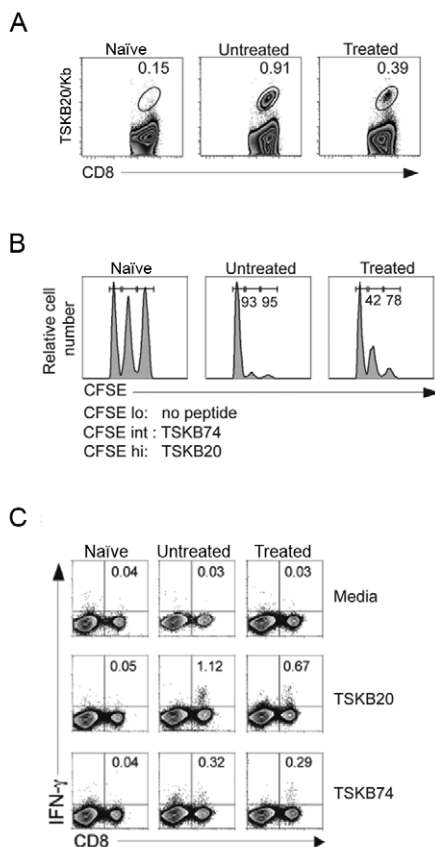 A
Naïve
Untreated
Treated
0.15
0.91
0.39
TSKB20/Kb
CD8
B
Naïve
Untreated
Treated
93 95
42 78
Relative cell
number
CFSE
CFSE lo: no peptide
CFSE int : TSKB74
CFSE hi: TSKB20
C
Naïve
Untreated
Treated
0.04
0.03
0.03
Media
0.05
1.12
0.67
TSKB20
0.04
0.32
0.29
TSKB74
IFN-γ
CD8